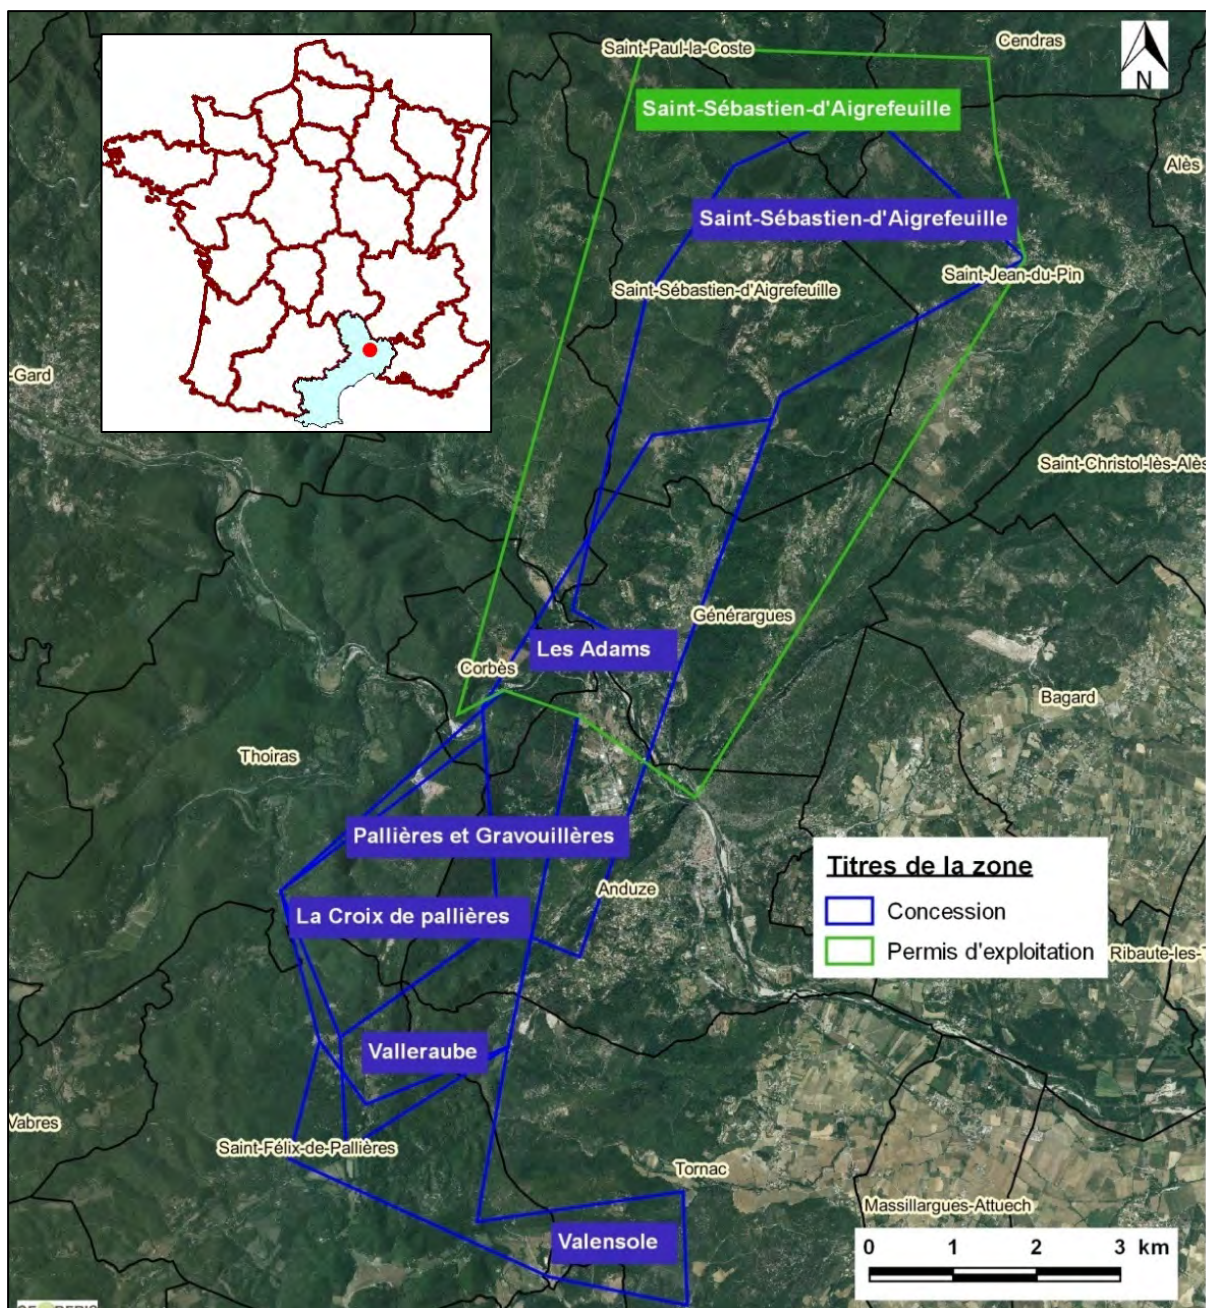 Saint-Paul-la-Coste
Cendras
N
Saint-Sébastien-d'Aigrefeuille
Alès
Saint-Sébastien-d'Aigrefeuille
Saint-Jean-du-Pin
Saint-Sébastien-d'Aigrefeuille
-Gard
Saint-Christol-lès-Alès
Générargues
Les Adams
Corbès
Bagard
Thoiras
Pallières et Gravouillères
Titres de la zone
Anduze
La Croix de pallières
Concession
Permis d'exploitation
Ribaute-les-T
Valleraube
Vabres
Saint-Félix-de-Pallières
Tornac
Massillargues-Attuech
Valensole
0 1 2 3 km